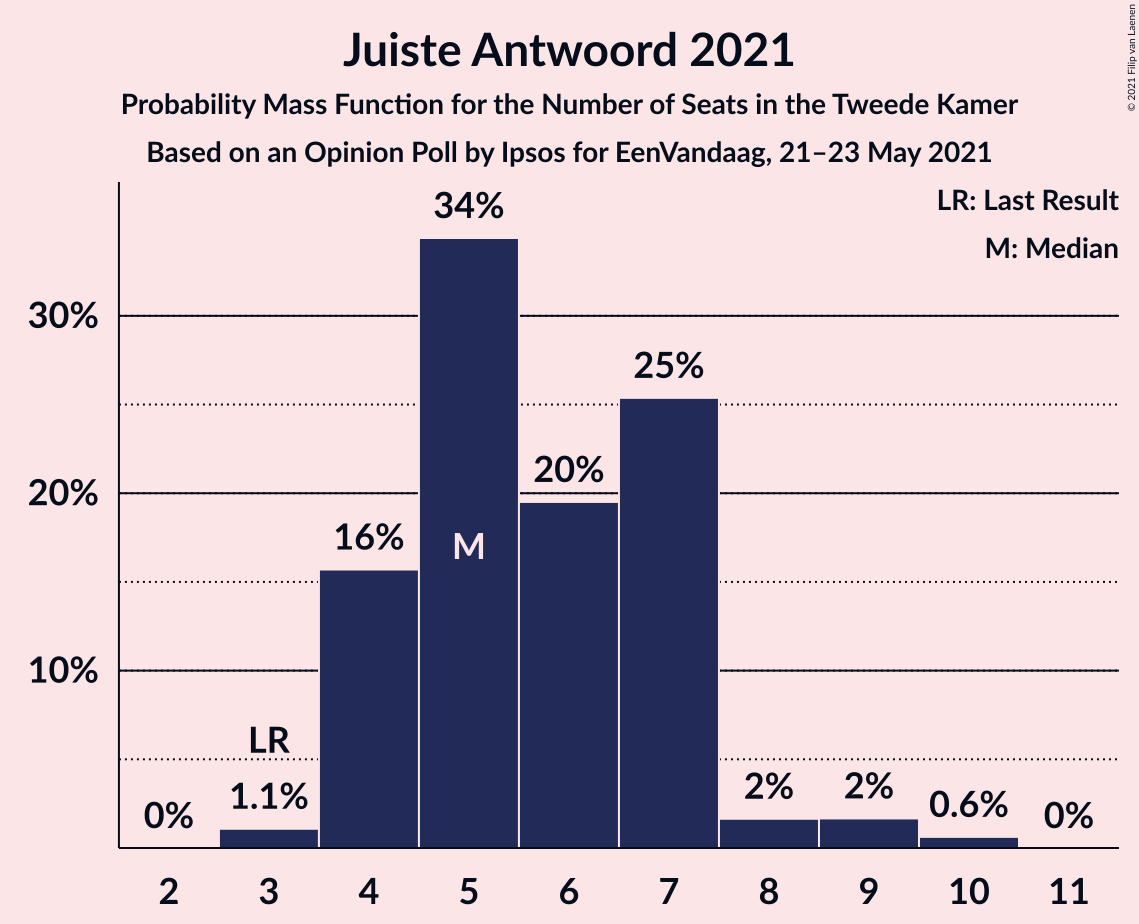 Juiste Antwoord 2021
Probability Mass Function for the Number of Seats in the Tweede Kamer
Based on an Opinion Poll by Ipsos for EenVandaag, 21–23 May 2021
© 2021 Filip van Laenen
LR: Last Result
M: Median
34%
30%
25%
20%
20%
16%
M
10%
LR
1.1%
0%
2%
2%
0.6%
0%
2 3 4 5 6 7 8 9 10 11